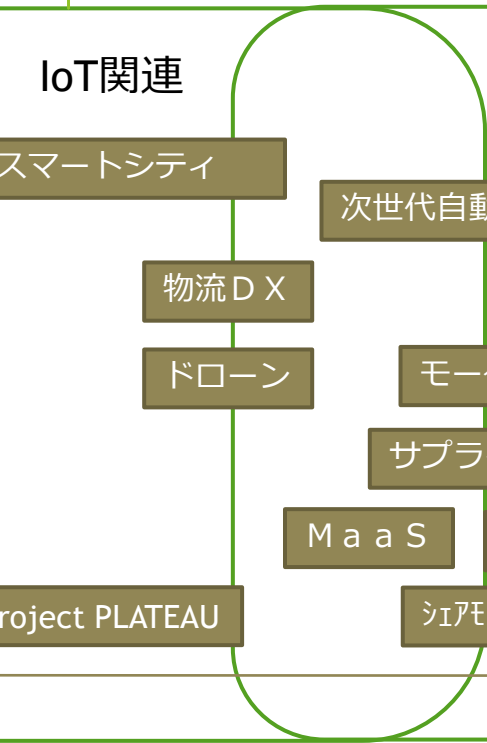 IoT関連
スマートシティ
次世代自動
物流ＤＸ
ドローン
モー
サプラ
ＭａａＳ
roject PLATEAU
ｼｪｱﾓ